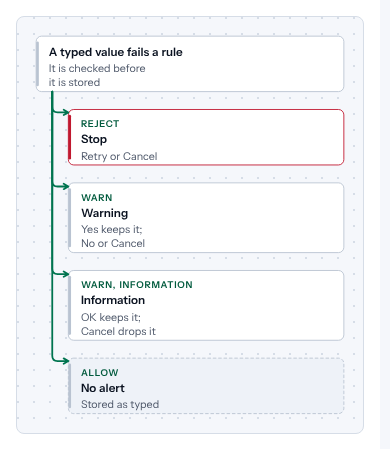 A typed value fails a rule
It is checked before
it is stored
REJECT
Stop
Retry or Cancel
WARN
Warning
Yes keeps it;
No or Cancel
WARN, INFORMATION
Information
OK keeps it;
Cancel drops it
ALLOW
No alert
Stored as typed